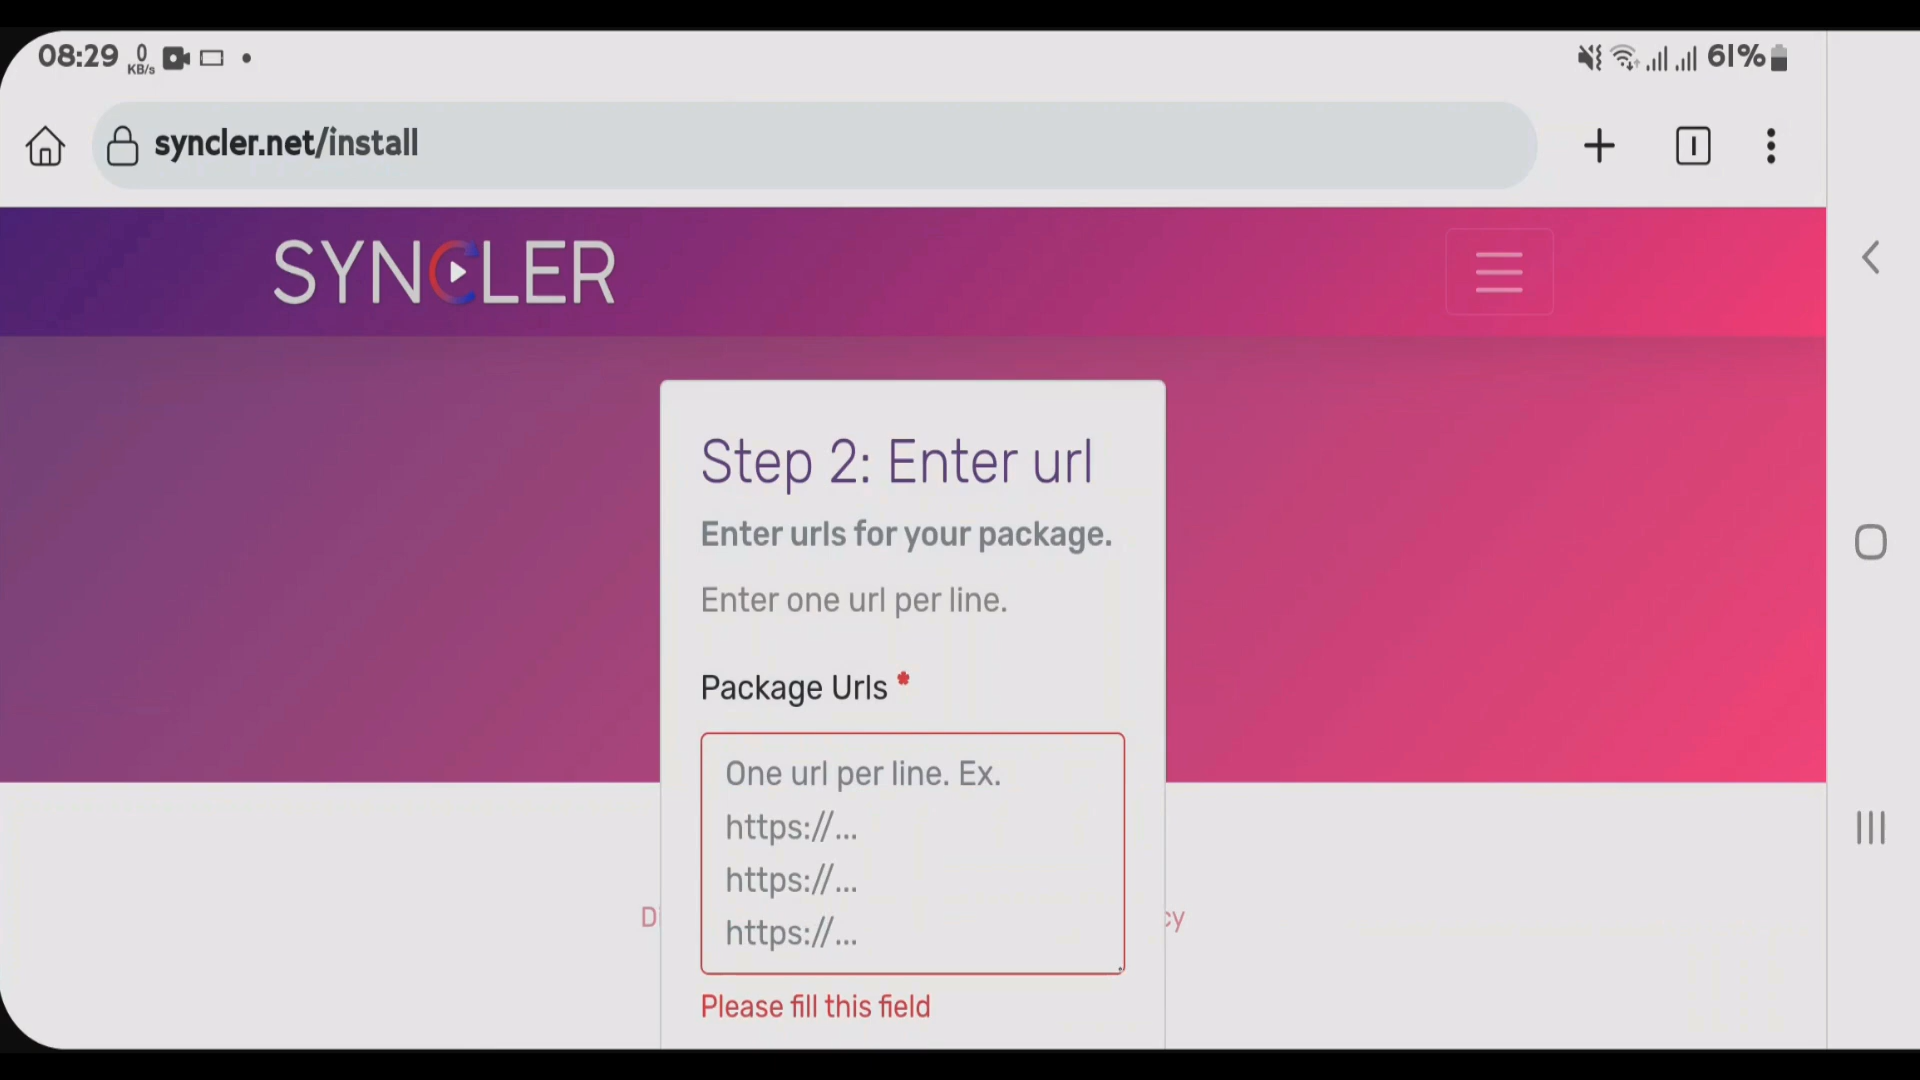 08:29 0 KB/s 61%
syncler.net/install
SYNCLER
Step 2: Enter url
Enter urls for your package.
Enter one url per line.
Package Urls *
One url per line. Ex.
https://...
https://...
https://...
D cy
Please fill this field